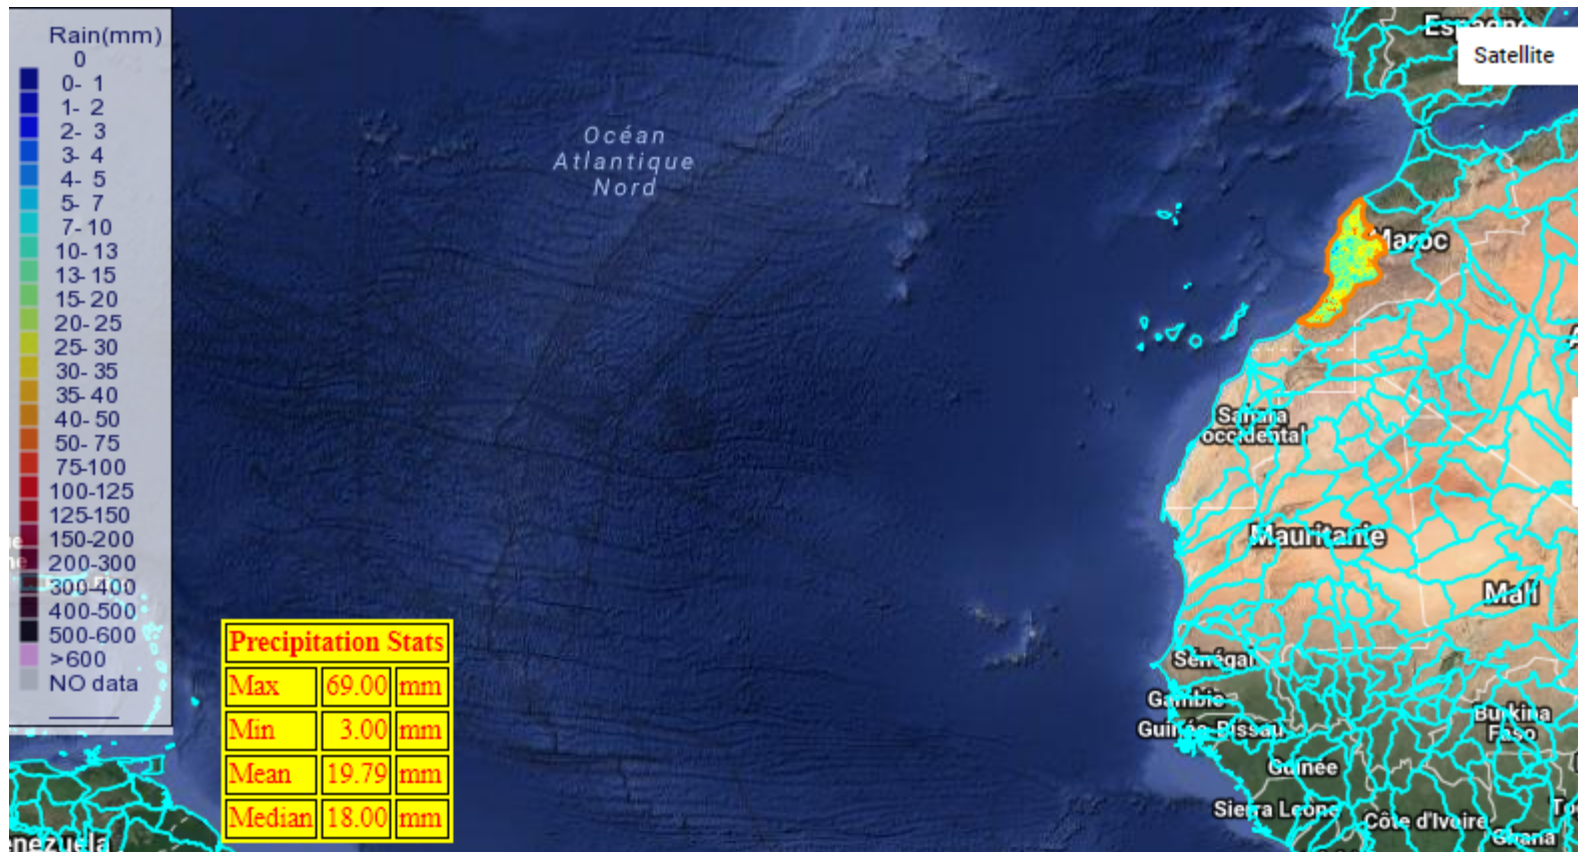 Rain(mm)
0
0- 1
1- 2
2- 3
3- 4
4- 5
5- 7
7- 10
10- 13
13- 15
15- 20
20- 25
25- 30
30- 35
35- 40
40- 50
50- 75
75-100
100-125
125-150
150-200
200-300
300-400
400-500
500-600
>600
NO data
Océan
Atlantique
Nord
Espagne
Satellite
Maroc
Sahara
occidental
Mauritanie
Mali
Sénégal
Gambie
Guinée-Bissau
Burkina
Faso
Guinée
Sierra Leone
Côte d'Ivoire
Ghana
To
enezuela
Precipitation Stats
Max 69.00 mm
Min 3.00 mm
Mean 19.79 mm
Median 18.00 mm